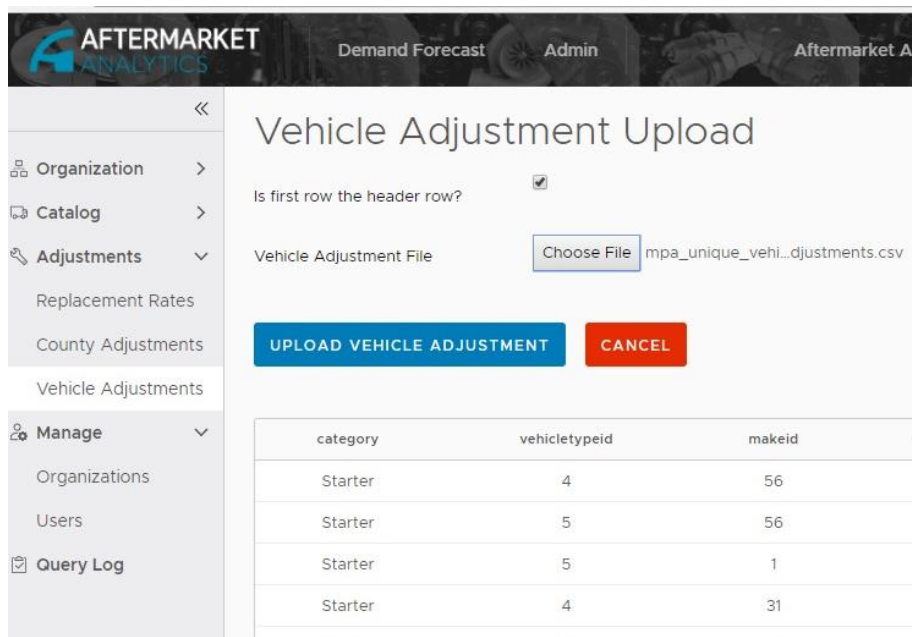 AFTERMARKET
ANALYTICS
Demand Forecast
Admin
Aftermarket A
Vehicle Adjustment Upload
Organization
Catalog
Adjustments
Replacement Rates
County Adjustments
Vehicle Adjustments
Manage
Organizations
Users
Query Log
Is first row the header row?
Vehicle Adjustment File
Choose File mpa_unique_vehi...djustments.csv
UPLOAD VEHICLE ADJUSTMENT
CANCEL
category vehicletypeid makeid
Starter 4 56
Starter 5 56
Starter 5 1
Starter 4 31